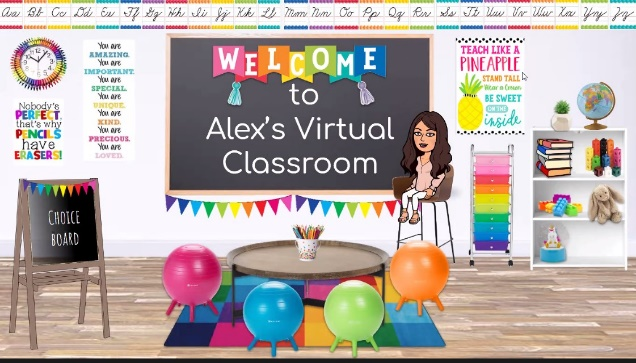 Aa Bb Cc Dd Ee Ff Gg Hh Ii Jj Kk Ll Mm Nn Oo Pp Qq Rr Ss Tt Uu Vv Ww Xx Yy Zz
WELCOME
to
Alex's Virtual
Classroom
You are
AMAZING.
You are
IMPORTANT.
You are
SPECIAL.
You are
UNIQUE.
You are
KIND.
You are
PRECIOUS.
You are
LOVED.
Nobody's
PERFECT,
that's why
PENCILS
have
ERASERS!
TEACH LIKE A
PINEAPPLE
STAND TALL
Wear a Crown
BE SWEET
ON THE
inside
CHOICE
BOARD